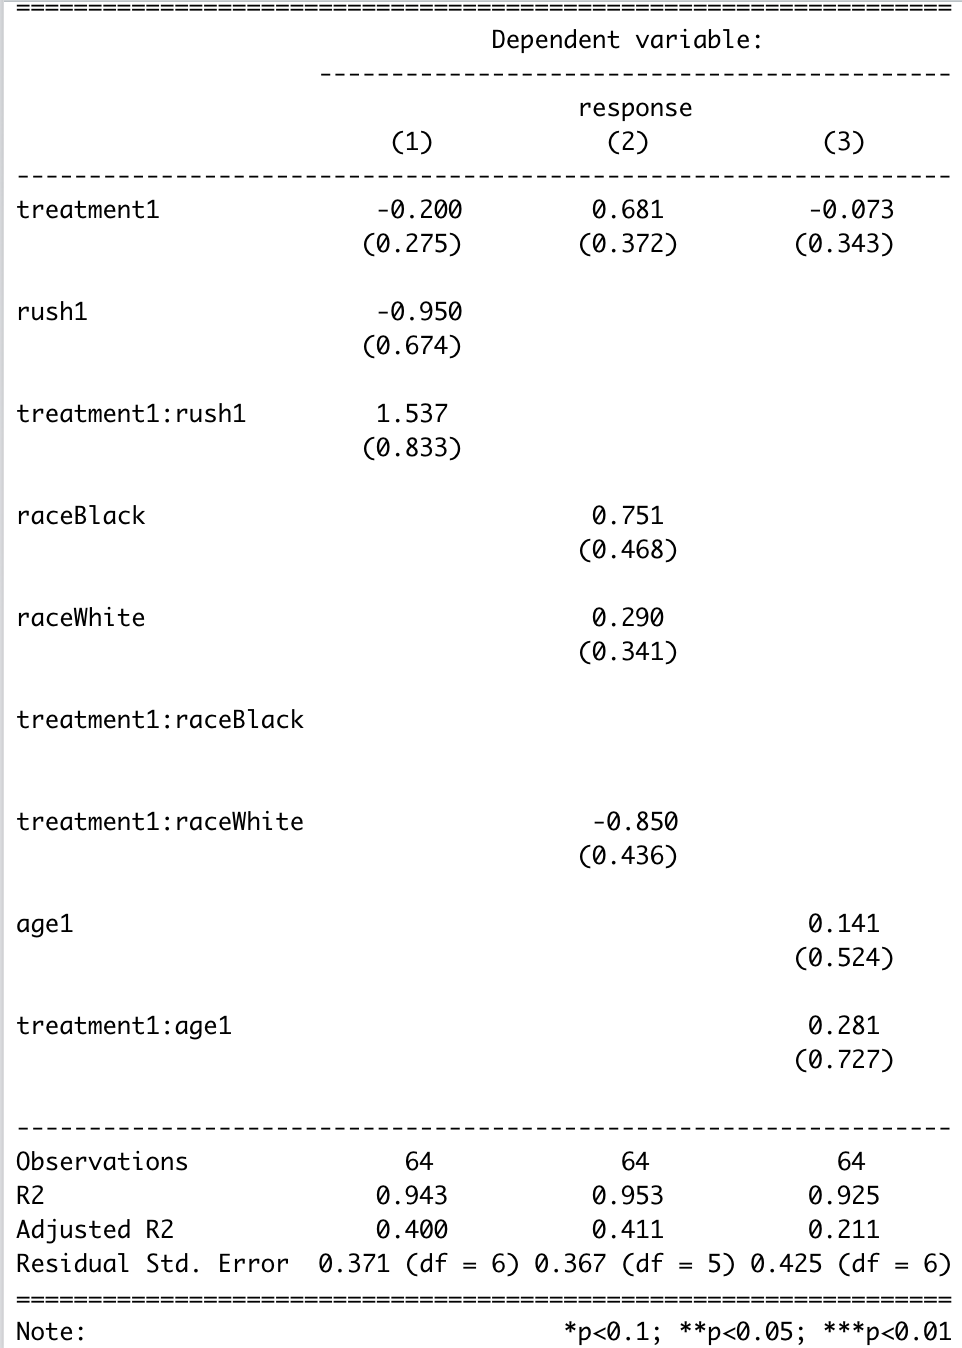 =================================================================
Dependent variable:
--------------------------------------------
response
(1) (2) (3)
-----------------------------------------------------------------
treatment1 -0.200 0.681 -0.073
(0.275) (0.372) (0.343)
rush1 -0.950
(0.674)
treatment1:rush1 1.537
(0.833)
raceBlack 0.751
(0.468)
raceWhite 0.290
(0.341)
treatment1:raceBlack
treatment1:raceWhite -0.850
(0.436)
age1 0.141
(0.524)
treatment1:age1 0.281
(0.727)
-----------------------------------------------------------------
Observations 64 64 64
R2 0.943 0.953 0.925
Adjusted R2 0.400 0.411 0.211
Residual Std. Error 0.371 (df = 6) 0.367 (df = 5) 0.425 (df = 6)
=================================================================
Note: *p<0.1; **p<0.05; ***p<0.01